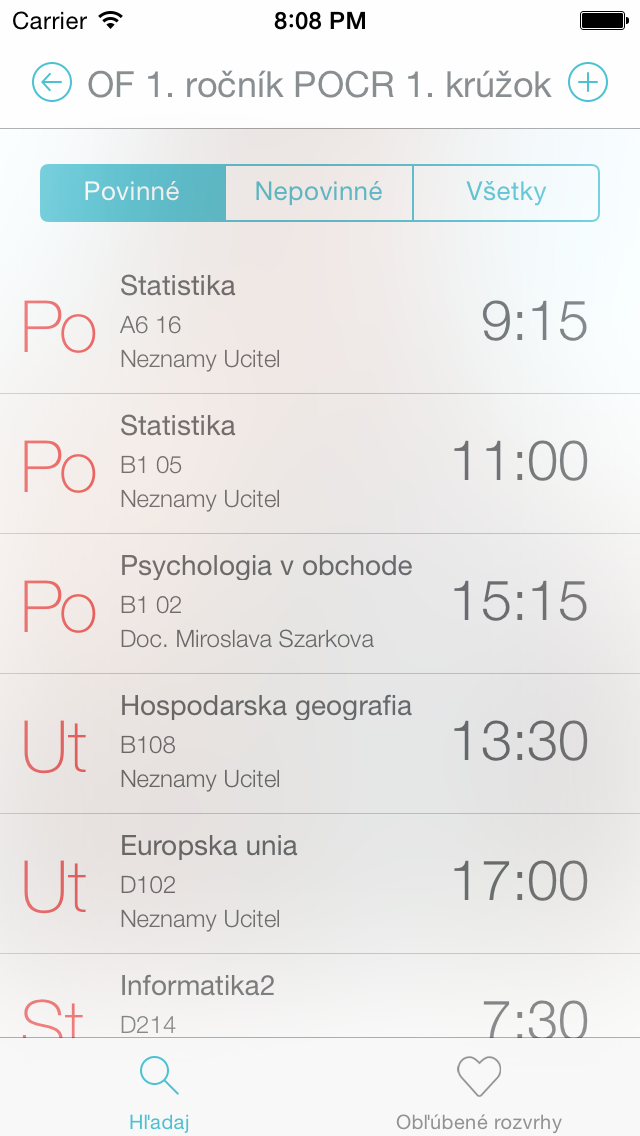 Carrier 8:08 PM
OF 1. ročník POCR 1. krúžok
Povinné Nepovinné Všetky
Statistika
Po A6 16 9:15
Neznamy Ucitel
Statistika
Po B1 05 11:00
Neznamy Ucitel
Psychologia v obchode
Po B1 02 15:15
Doc. Miroslava Szarkova
Hospodarska geografia
Ut B108 13:30
Neznamy Ucitel
Europska unia
Ut D102 17:00
Neznamy Ucitel
Informatika2
St D214 7:30
Hľadaj Obľúbené rozvrhy